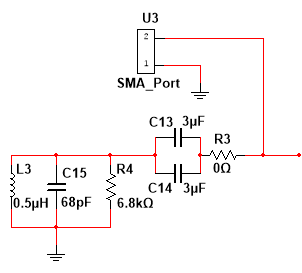 U3
2
1
SMA_Port
C13 3µF
R3
0Ω
C14 3µF
L3
0.5µH
C15
68pF
R4
6.8kΩ